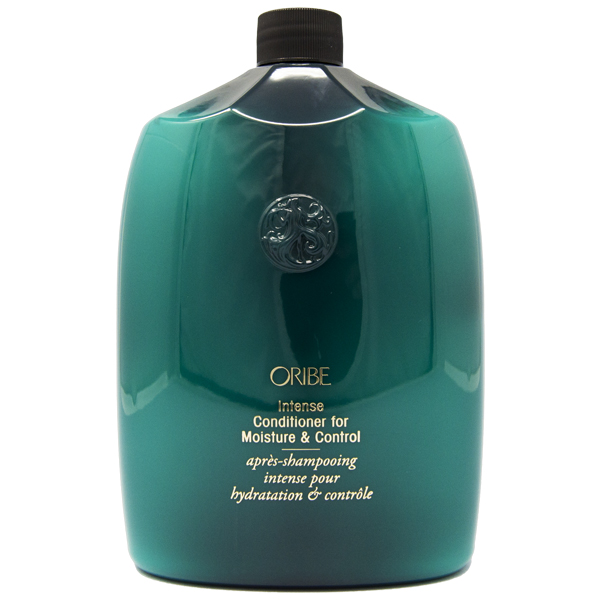 ORIBE
Intense
Conditioner for
Moisture & Control
après-shampooing
intense pour
hydratation & contrôle